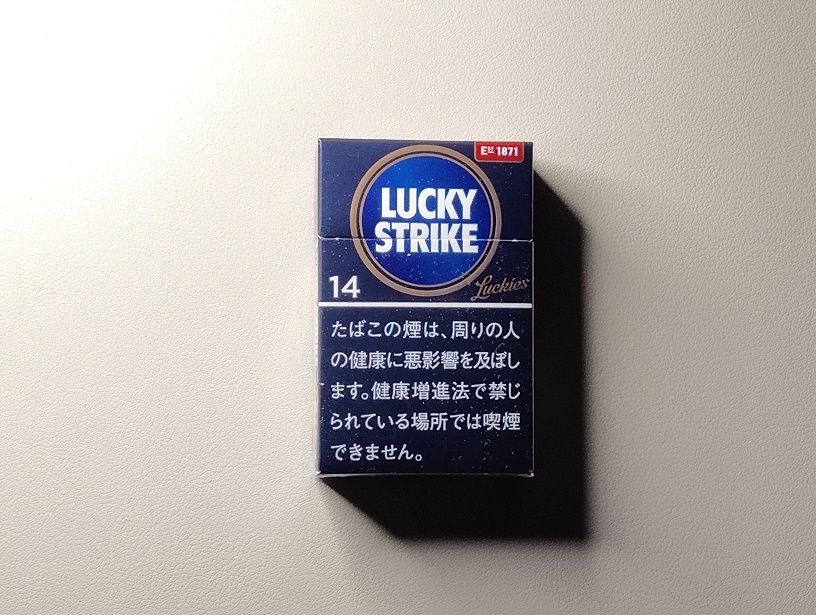 EST 1871
LUCKY
STRIKE
14
Luckies
たばこの煙は、周りの人
の健康に悪影響を及ぼし
ます。健康増進法で禁じ
られている場所では喫煙
できません。